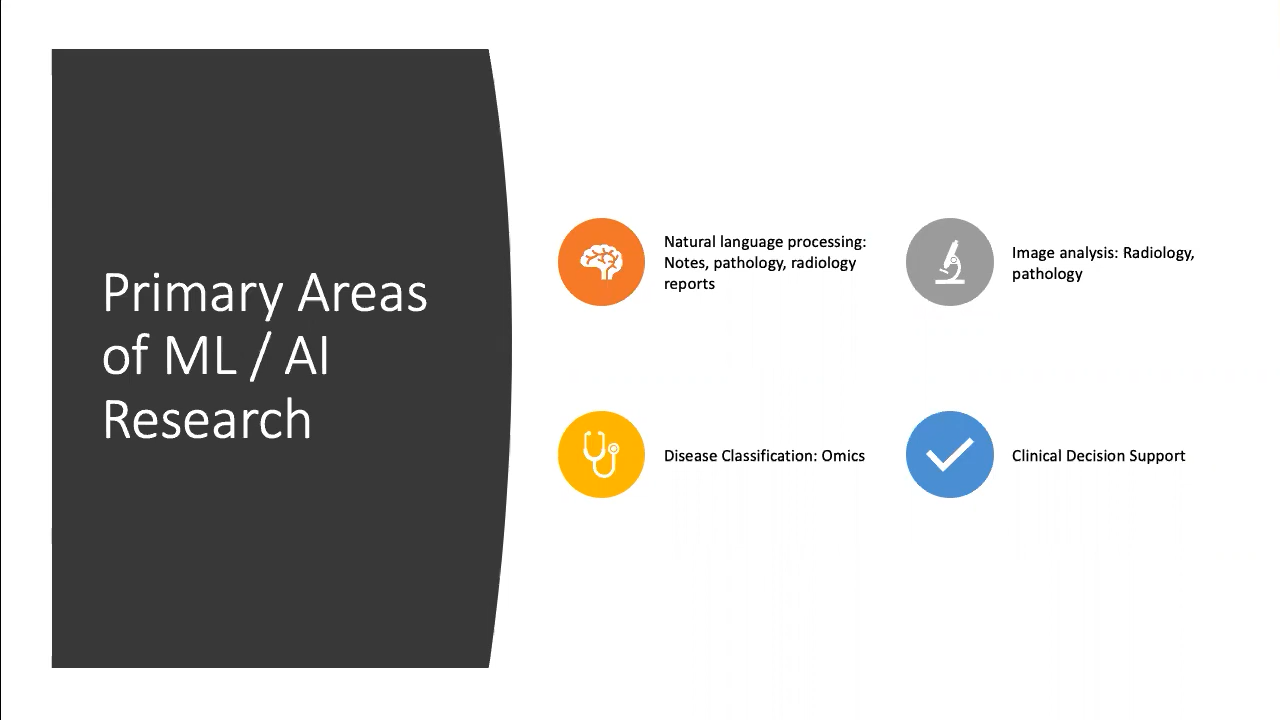 Primary Areas
of ML / AI
Research
Natural language processing:
Notes, pathology, radiology
reports
Image analysis: Radiology,
pathology
Disease Classification: Omics
Clinical Decision Support